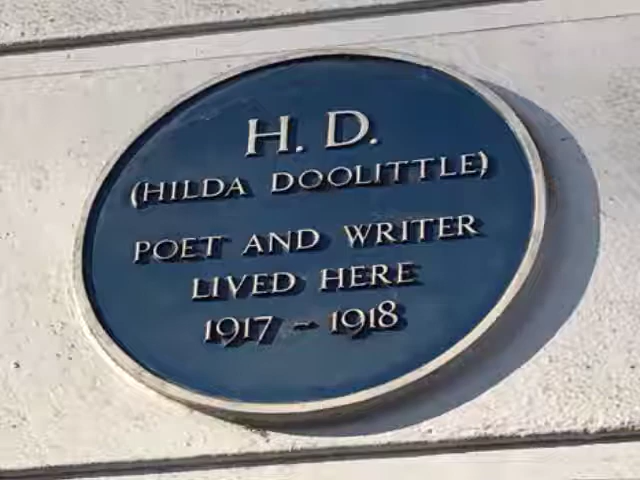 H. D.
(HILDA DOOLITTLE)
POET AND WRITER
LIVED HERE
1917 - 1918